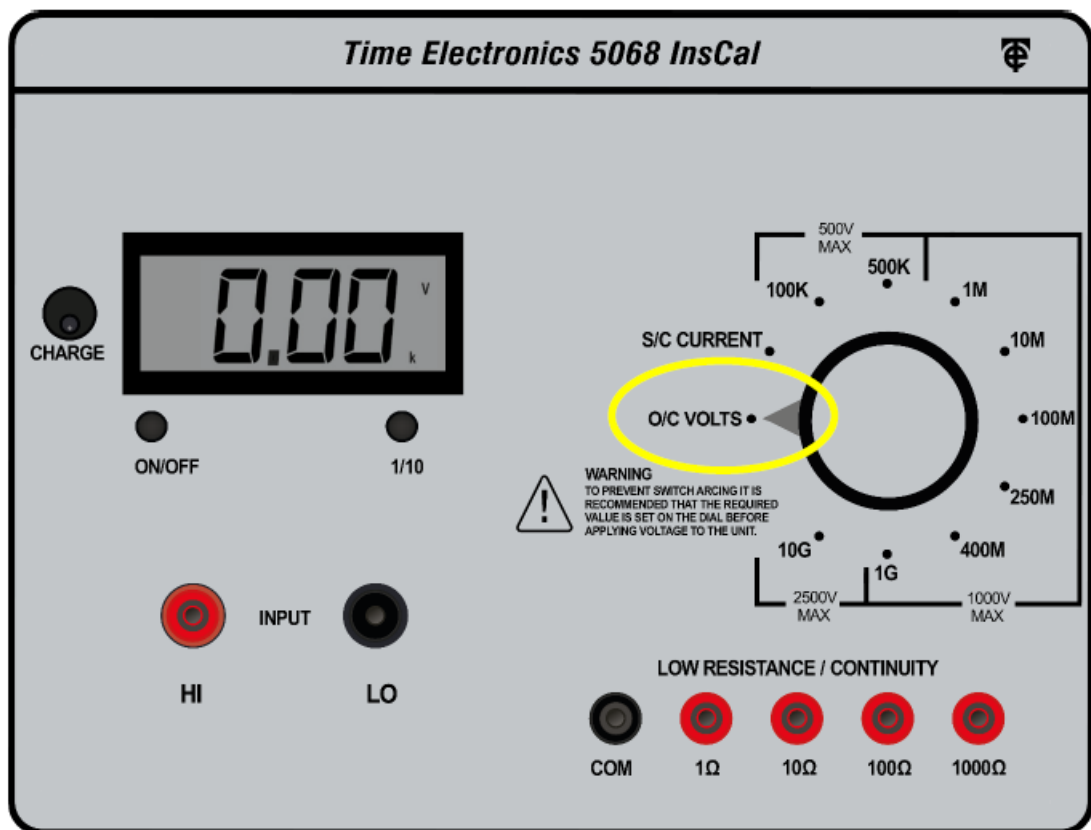 Time Electronics 5068 InsCal
0.00
V
k
CHARGE
ON/OFF
1/10
500V
MAX
100K
500K
1M
S/C CURRENT
10M
O/C VOLTS
100M
250M
400M
1G
10G
2500V
MAX
1000V
MAX
WARNING
TO PREVENT SWITCH ARCING IT IS
RECOMMENDED THAT THE REQUIRED
VALUE IS SET ON THE DIAL BEFORE
APPLYING VOLTAGE TO THE UNIT.
!
INPUT
HI
LO
LOW RESISTANCE / CONTINUITY
COM
1Ω
10Ω
100Ω
1000Ω